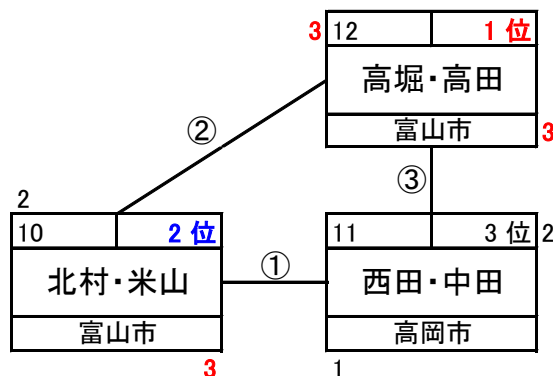 3 12 1 位
高堀・高田
富山市 3
②
③
2
10 2 位
北村・米山
富山市
3
①
11 3 位 2
西田・中田
高岡市
1